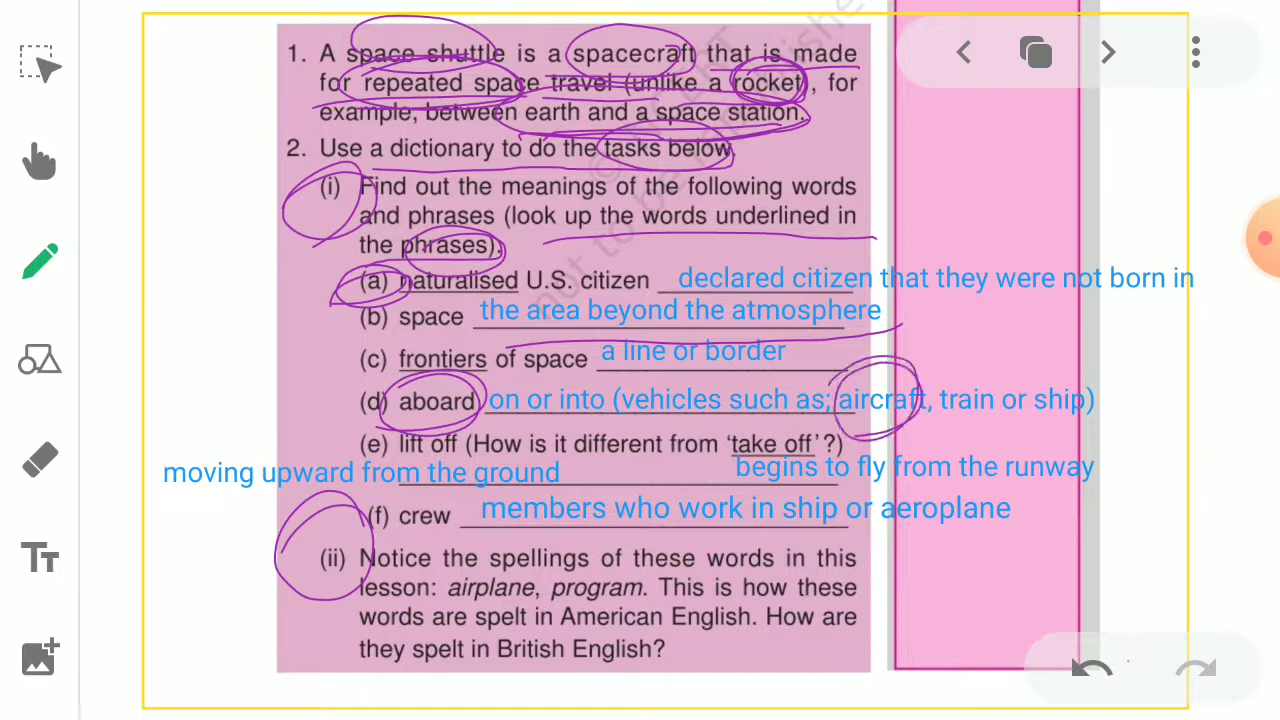 1. A space shuttle is a spacecraft that is made
for repeated space travel (unlike a rocket), for
example, between earth and a space station.
2. Use a dictionary to do the tasks below.
(i) Find out the meanings of the following words
and phrases (look up the words underlined in
the phrases).
(a) naturalised U.S. citizen declared citizen that they were not born in
(b) space the area beyond the atmosphere
(c) frontiers of space a line or border
(d) aboard on or into (vehicles such as; aircraft, train or ship)
(e) lift off (How is it different from ‘take off’?)
moving upward from the ground begins to fly from the runway
(f) crew members who work in ship or aeroplane
(ii) Notice the spellings of these words in this
lesson: airplane, program. This is how these
words are spelt in American English. How are
they spelt in British English?